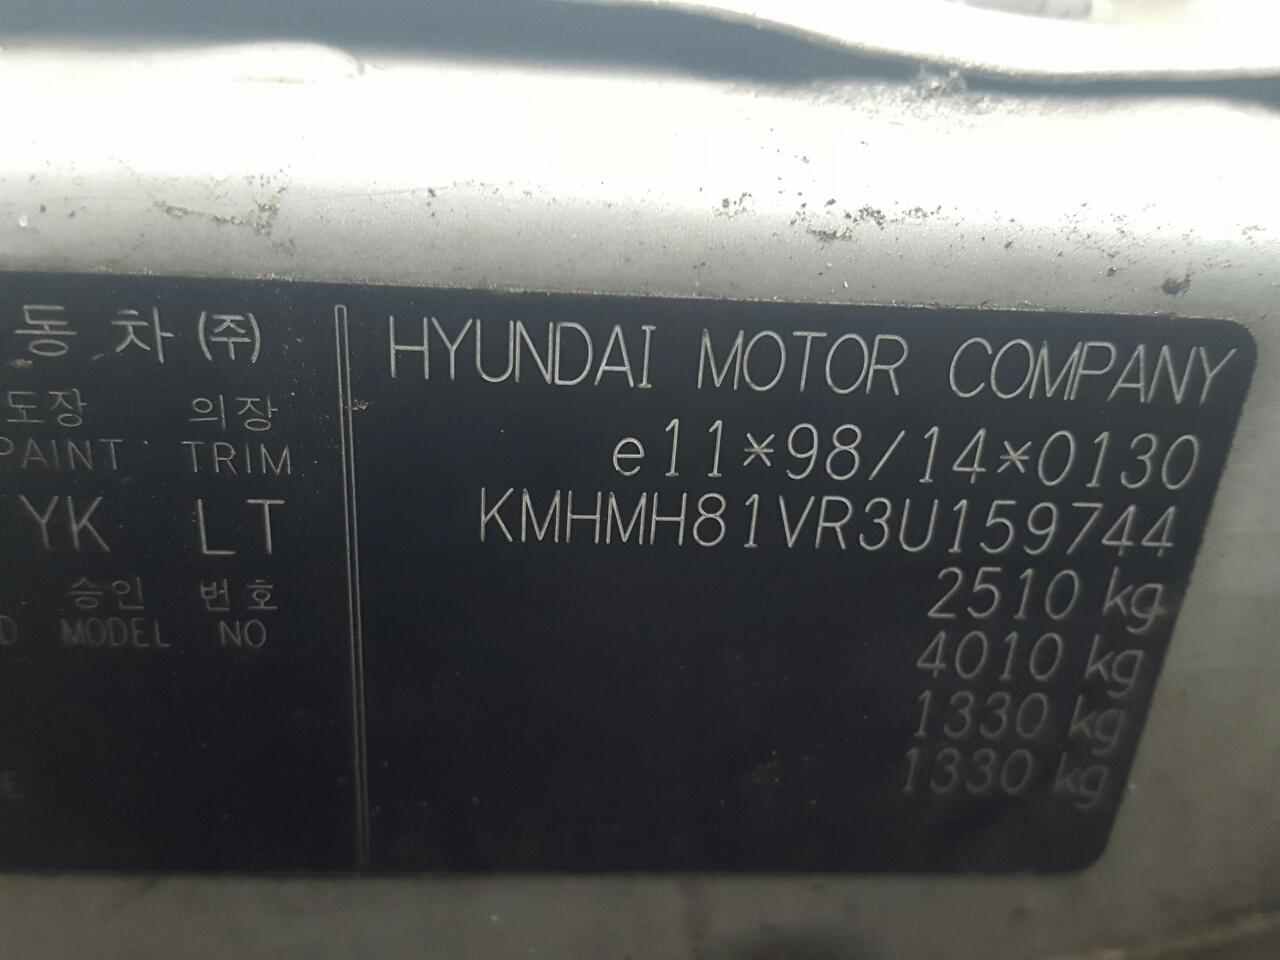 동차(주)
도장 의장
PAINT TRIM
YK LT
승인 번호
D MODEL NO
HYUNDAI MOTOR COMPANY
e11*98/14*0130
KMHMH81VR3U159744
2510 kg
4010 kg
1330 kg
1330 kg